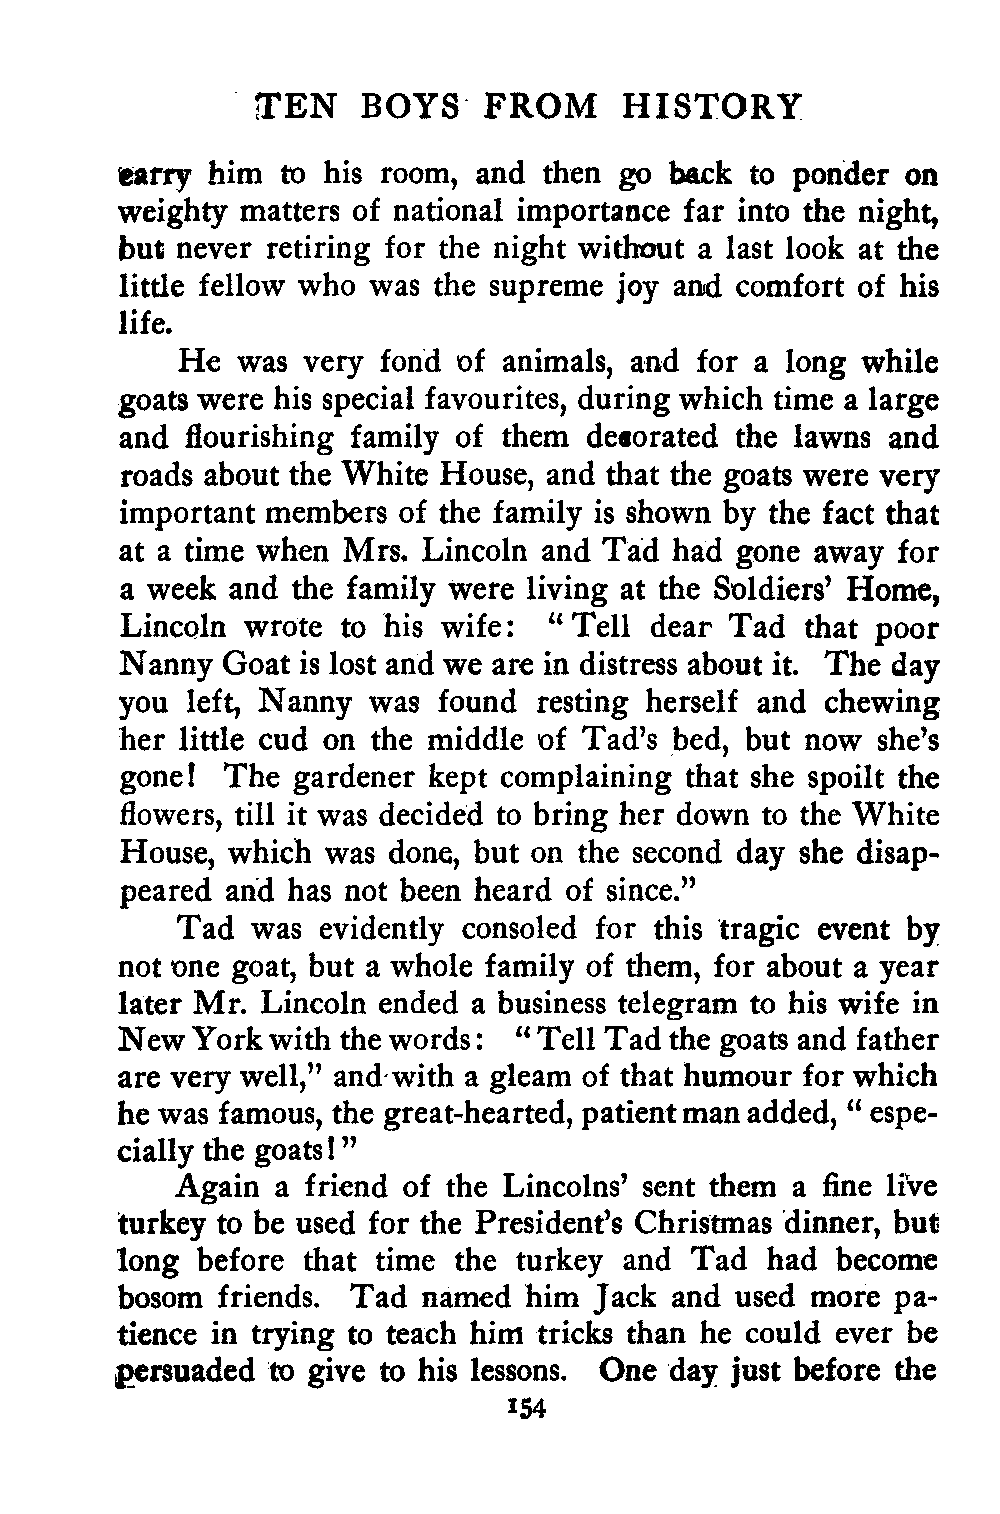 TEN BOYS FROM HISTORY
carry him to his room, and then go back to ponder on
weighty matters of national importance far into the night,
but never retiring for the night without a last look at the
little fellow who was the supreme joy and comfort of his
life.
He was very fond of animals, and for a long while
goats were his special favourites, during which time a large
and flourishing family of them decorated the lawns and
roads about the White House, and that the goats were very
important members of the family is shown by the fact that
at a time when Mrs. Lincoln and Tad had gone away for
a week and the family were living at the Soldiers' Home,
Lincoln wrote to his wife: "Tell dear Tad that poor
Nanny Goat is lost and we are in distress about it. The day
you left, Nanny was found resting herself and chewing
her little cud on the middle of Tad's bed, but now she's
gone! The gardener kept complaining that she spoilt the
flowers, till it was decided to bring her down to the White
House, which was done, but on the second day she disap-
peared and has not been heard of since."
Tad was evidently consoled for this tragic event by
not one goat, but a whole family of them, for about a year
later Mr. Lincoln ended a business telegram to his wife in
New York with the words: "Tell Tad the goats and father
are very well," and with a gleam of that humour for which
he was famous, the great-hearted, patient man added, "espe-
cially the goats!"
Again a friend of the Lincolns' sent them a fine live
turkey to be used for the President's Christmas dinner, but
long before that time the turkey and Tad had become
bosom friends. Tad named him Jack and used more pa-
tience in trying to teach him tricks than he could ever be
persuaded to give to his lessons. One day just before the
154